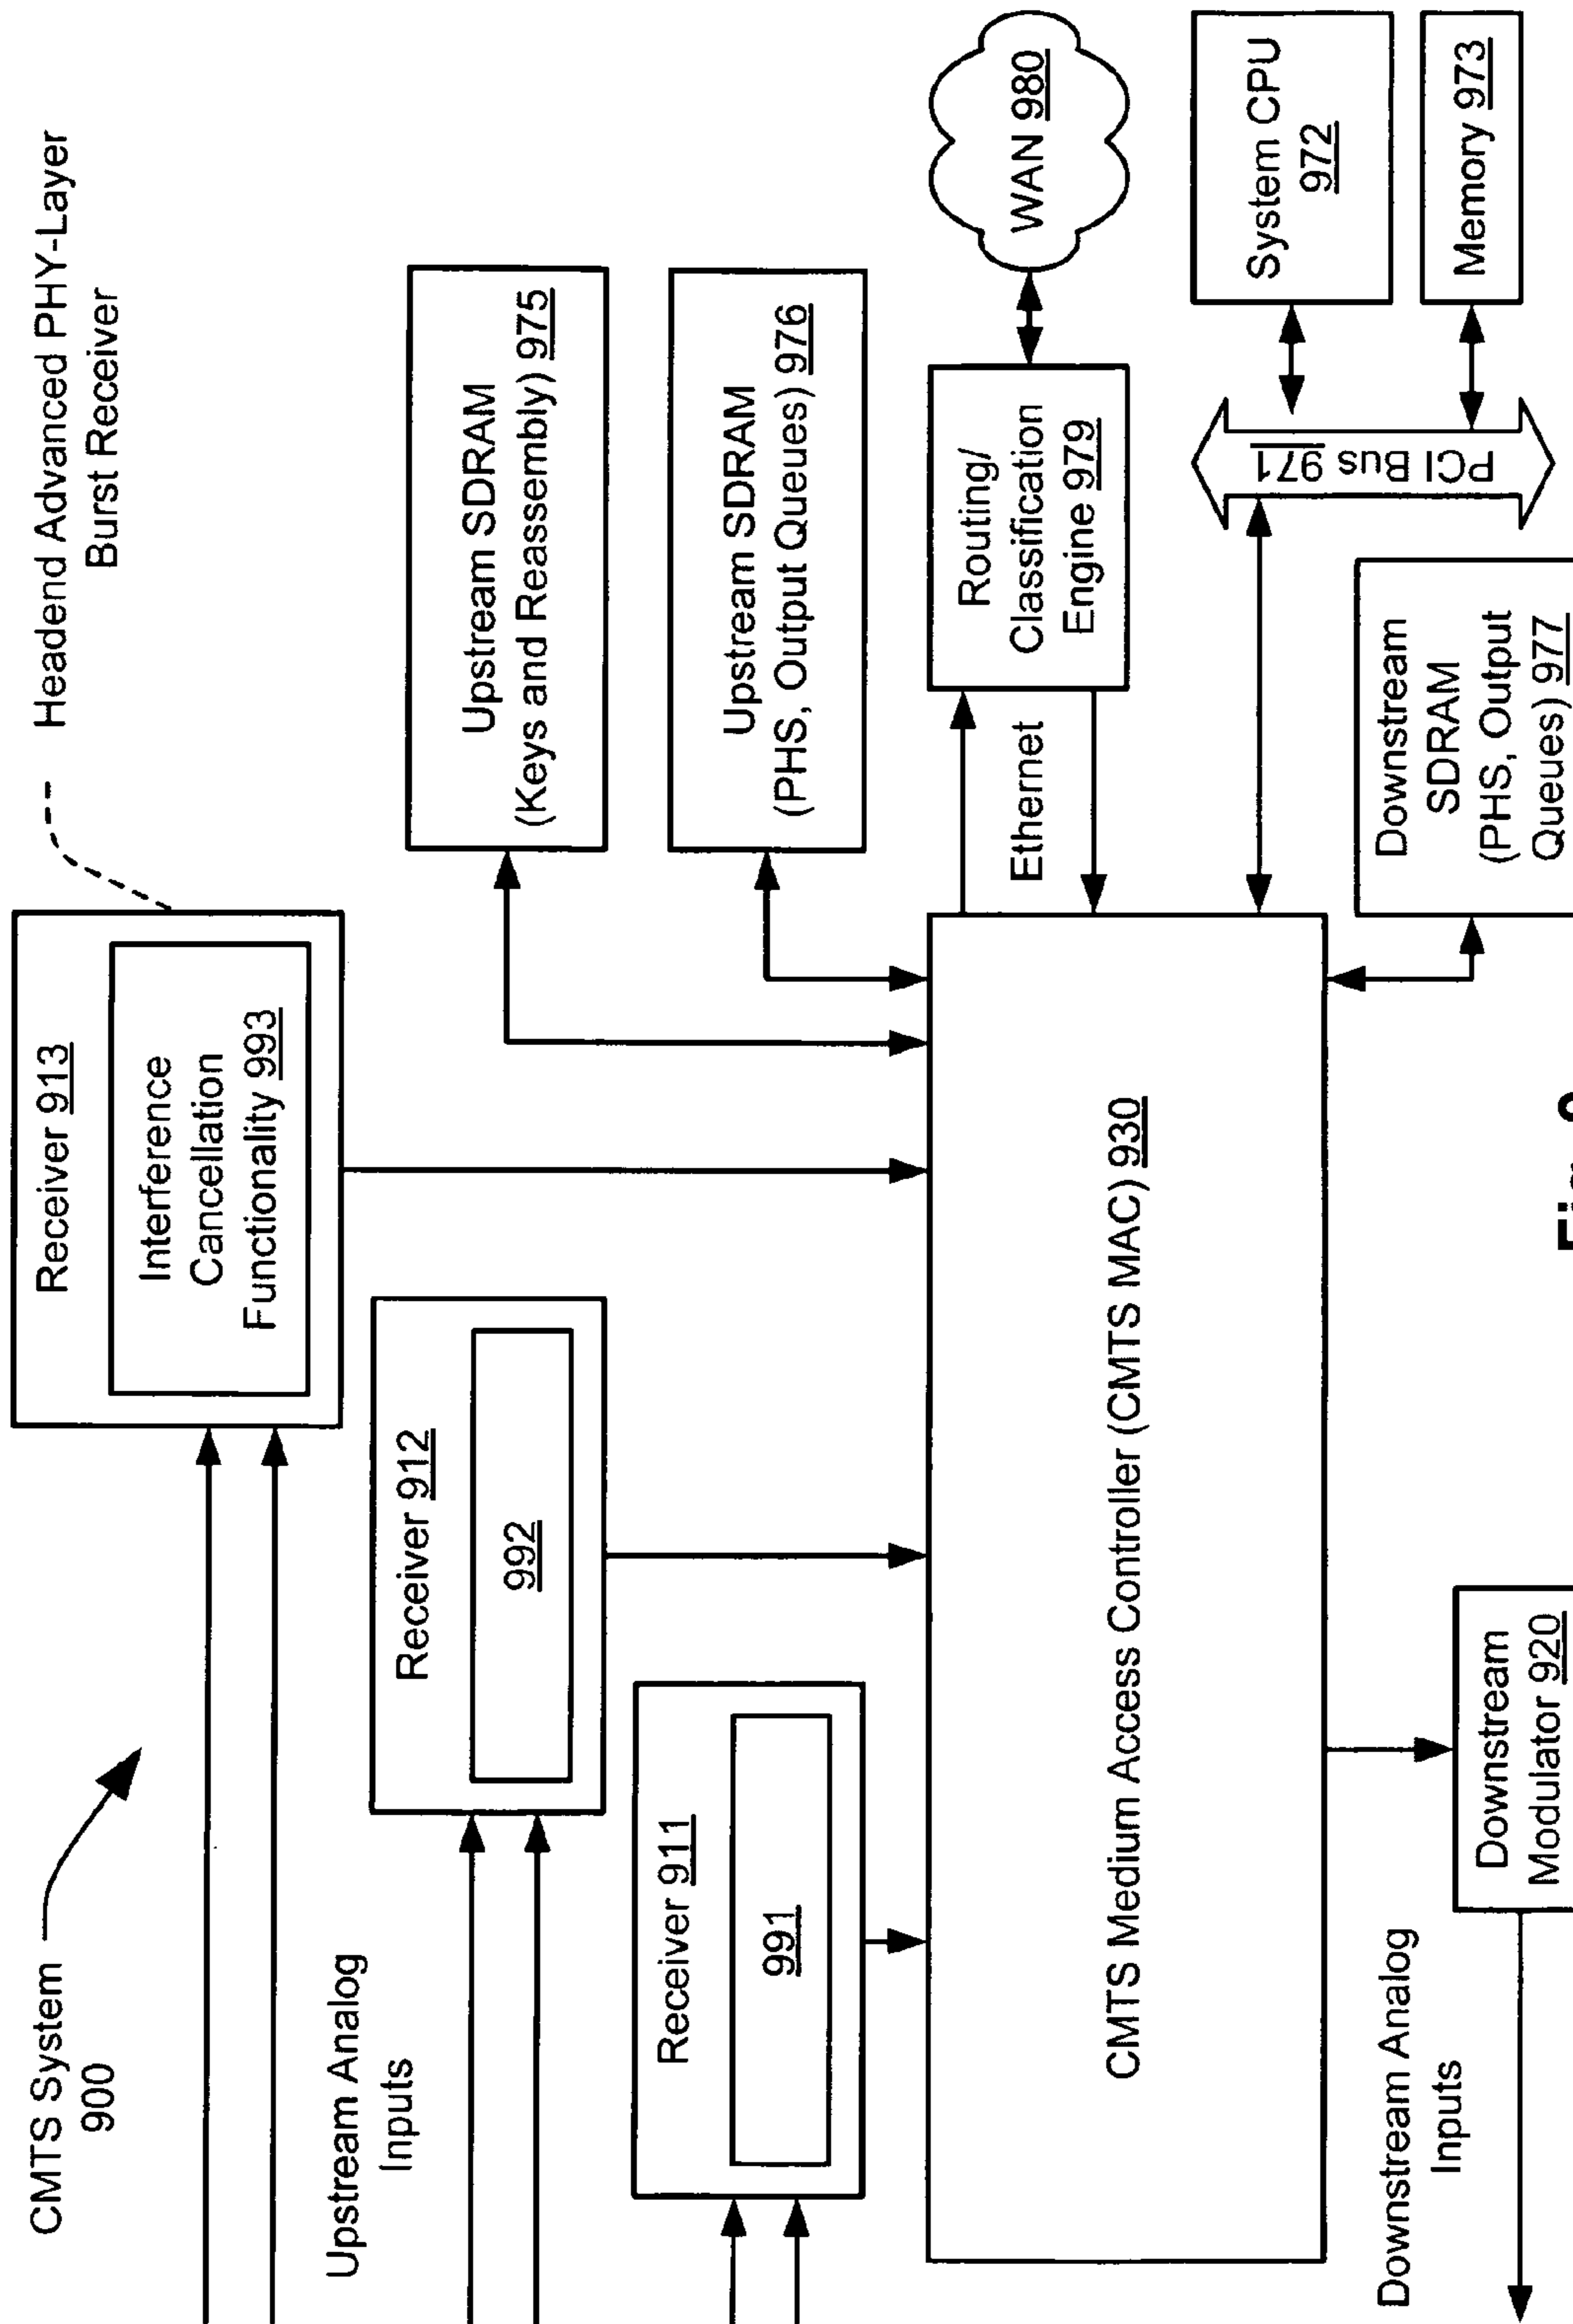 CMTS System
900
Headend Advanced PHY-Layer
Burst Receiver
Receiver 913
Interference
Cancellation
Functionality 993
Upstream Analog
Inputs
Receiver 912
992
Receiver 911
991
Upstream SDRAM
(Keys and Reassembly) 975
Upstream SDRAM
(PHS, Output Queues) 976
CMTS Medium Access Controller (CMTS MAC) 930
Ethernet
Routing/
Classification
Engine 979
WAN 980
PCI Bus 971
System CPU
972
Memory 973
Downstream
SDRAM
(PHS, Output
Queues) 977
Downstream
Modulator 920
Downstream Analog
Inputs